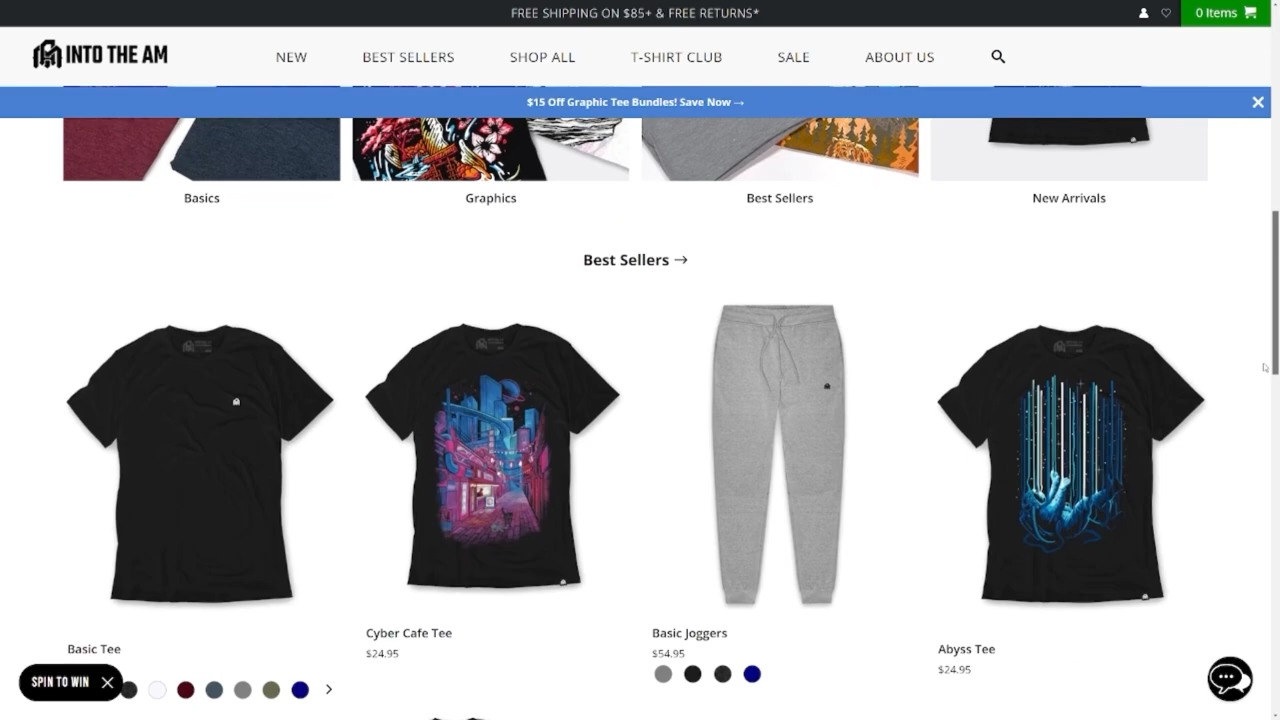 FREE SHIPPING ON $85+ & FREE RETURNS*
0 Items
INTO THE AM
NEW
BEST SELLERS
SHOP ALL
T-SHIRT CLUB
SALE
ABOUT US
$15 Off Graphic Tee Bundles! Save Now →
Basics
Graphics
Best Sellers
New Arrivals
Best Sellers →
Basic Tee
Cyber Cafe Tee
$24.95
Basic Joggers
$54.95
Abyss Tee
$24.95
SPIN TO WIN